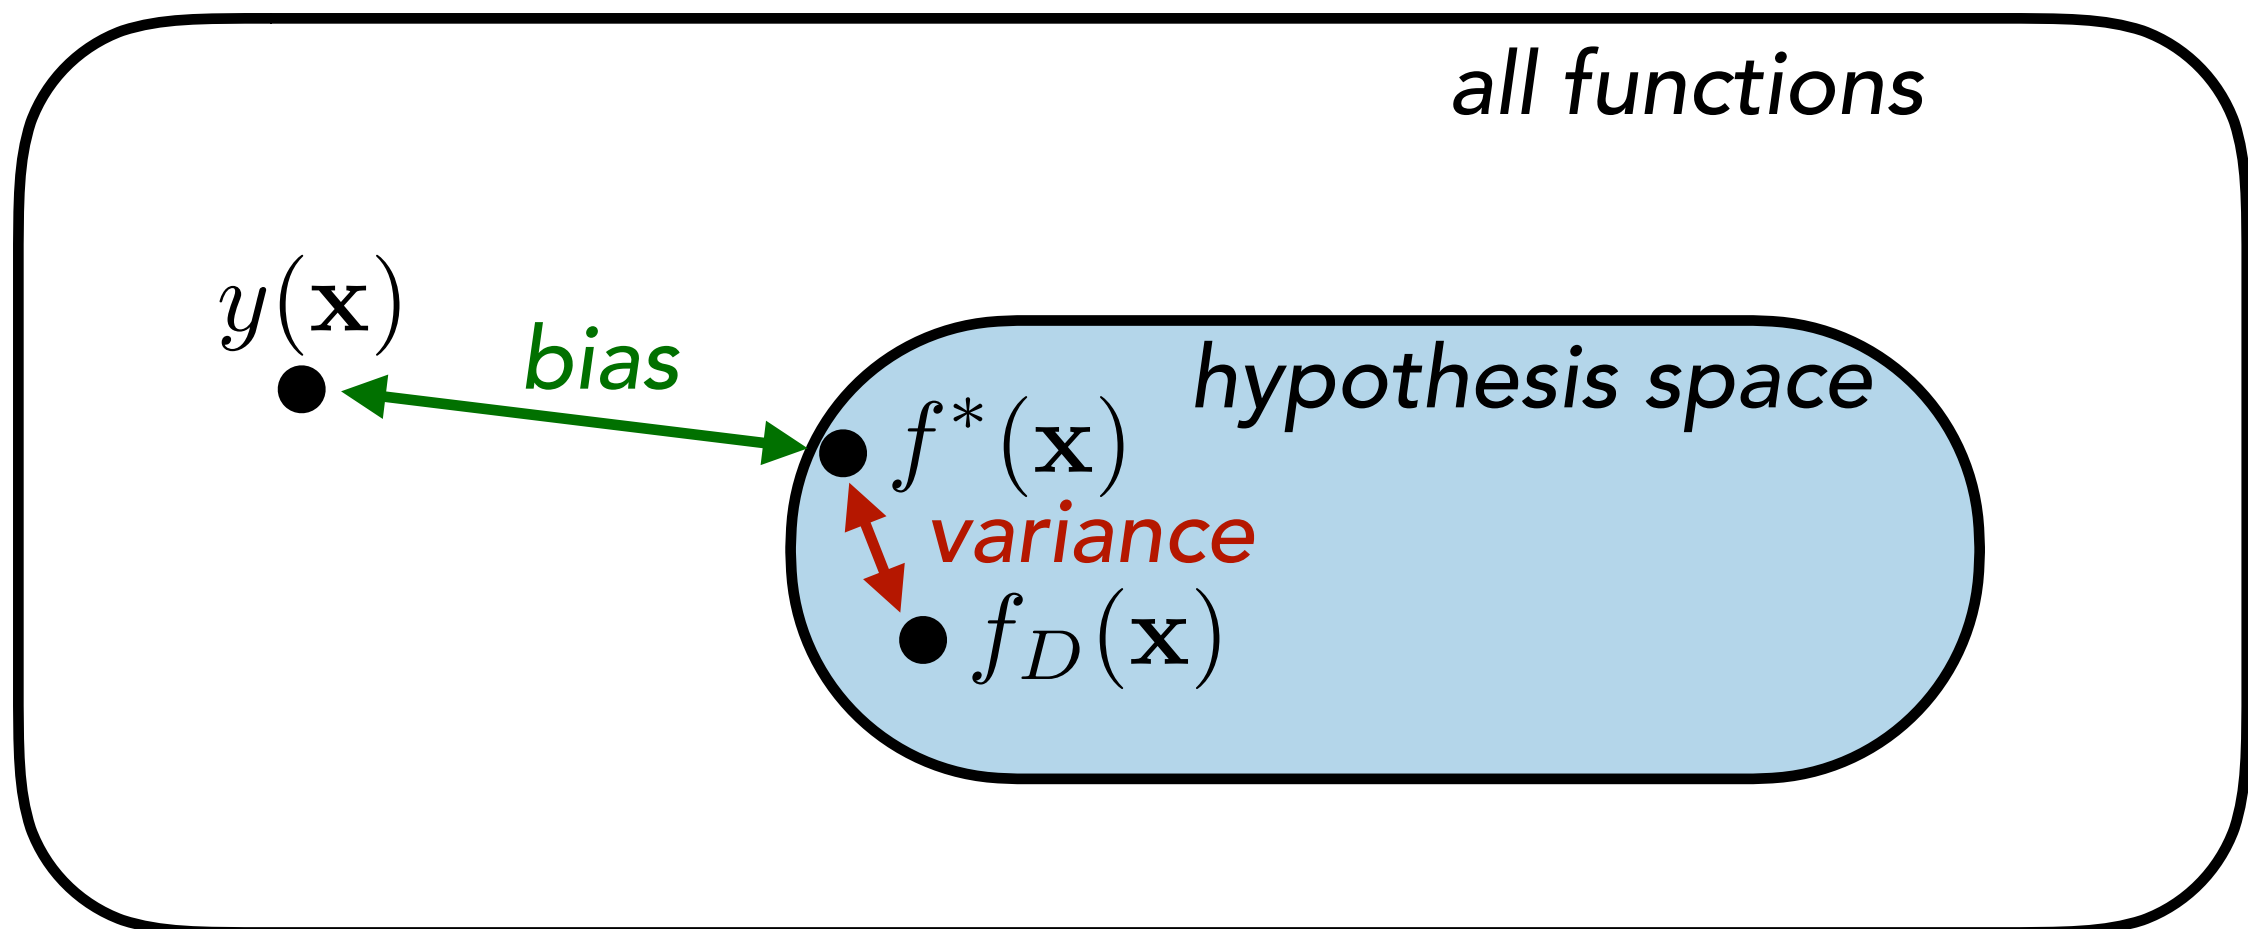 all functions
y(x)
bias
hypothesis space
f*(x)
variance
f_D(x)